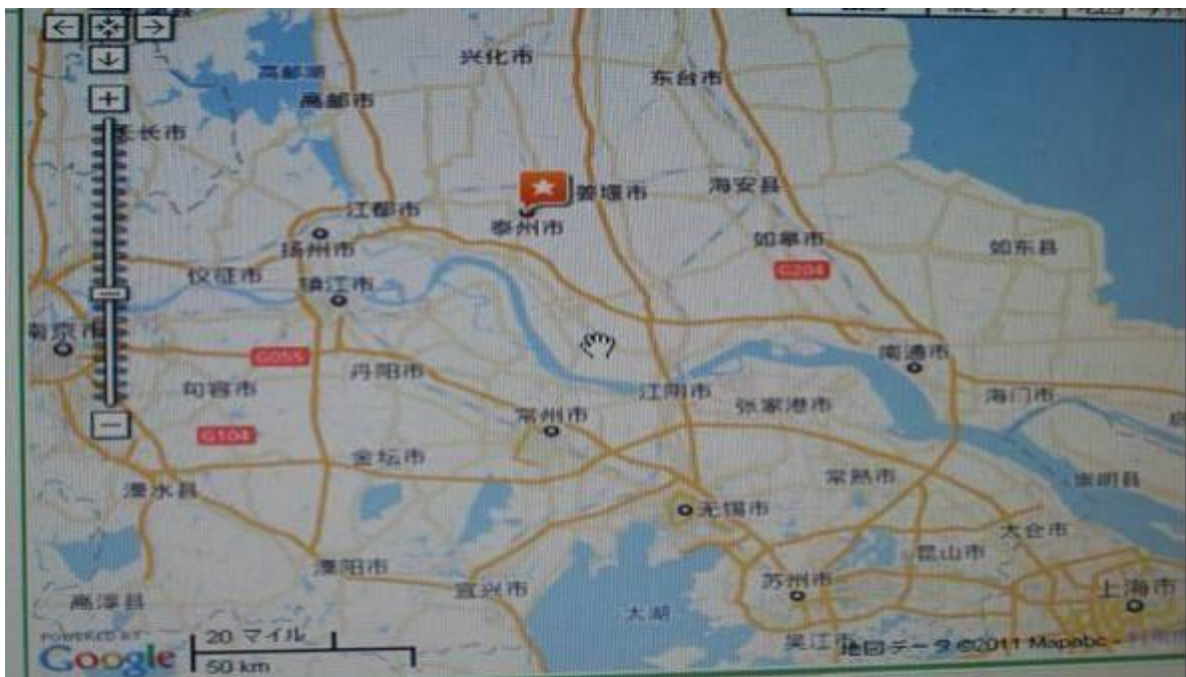 兴化市
东台市
高邮湖
高邮市
长市
姜堰市
海安县
江都市
泰州市
扬州市
如皋市
如东县
仪征市
G204
镇江市
南京市
G055
丹阳市
南通市
句容市
江阴市
海门市
常州市
张家港市
G104
金坛市
常熟市
崇明县
溧水县
无锡市
太仓市
昆山市
溧阳市
宜兴市
苏州市
上海市
高淳县
太湖
POWERED BY
Google
20 マイル
50 km
吴江市
地図データ ©2011 Mapabc -